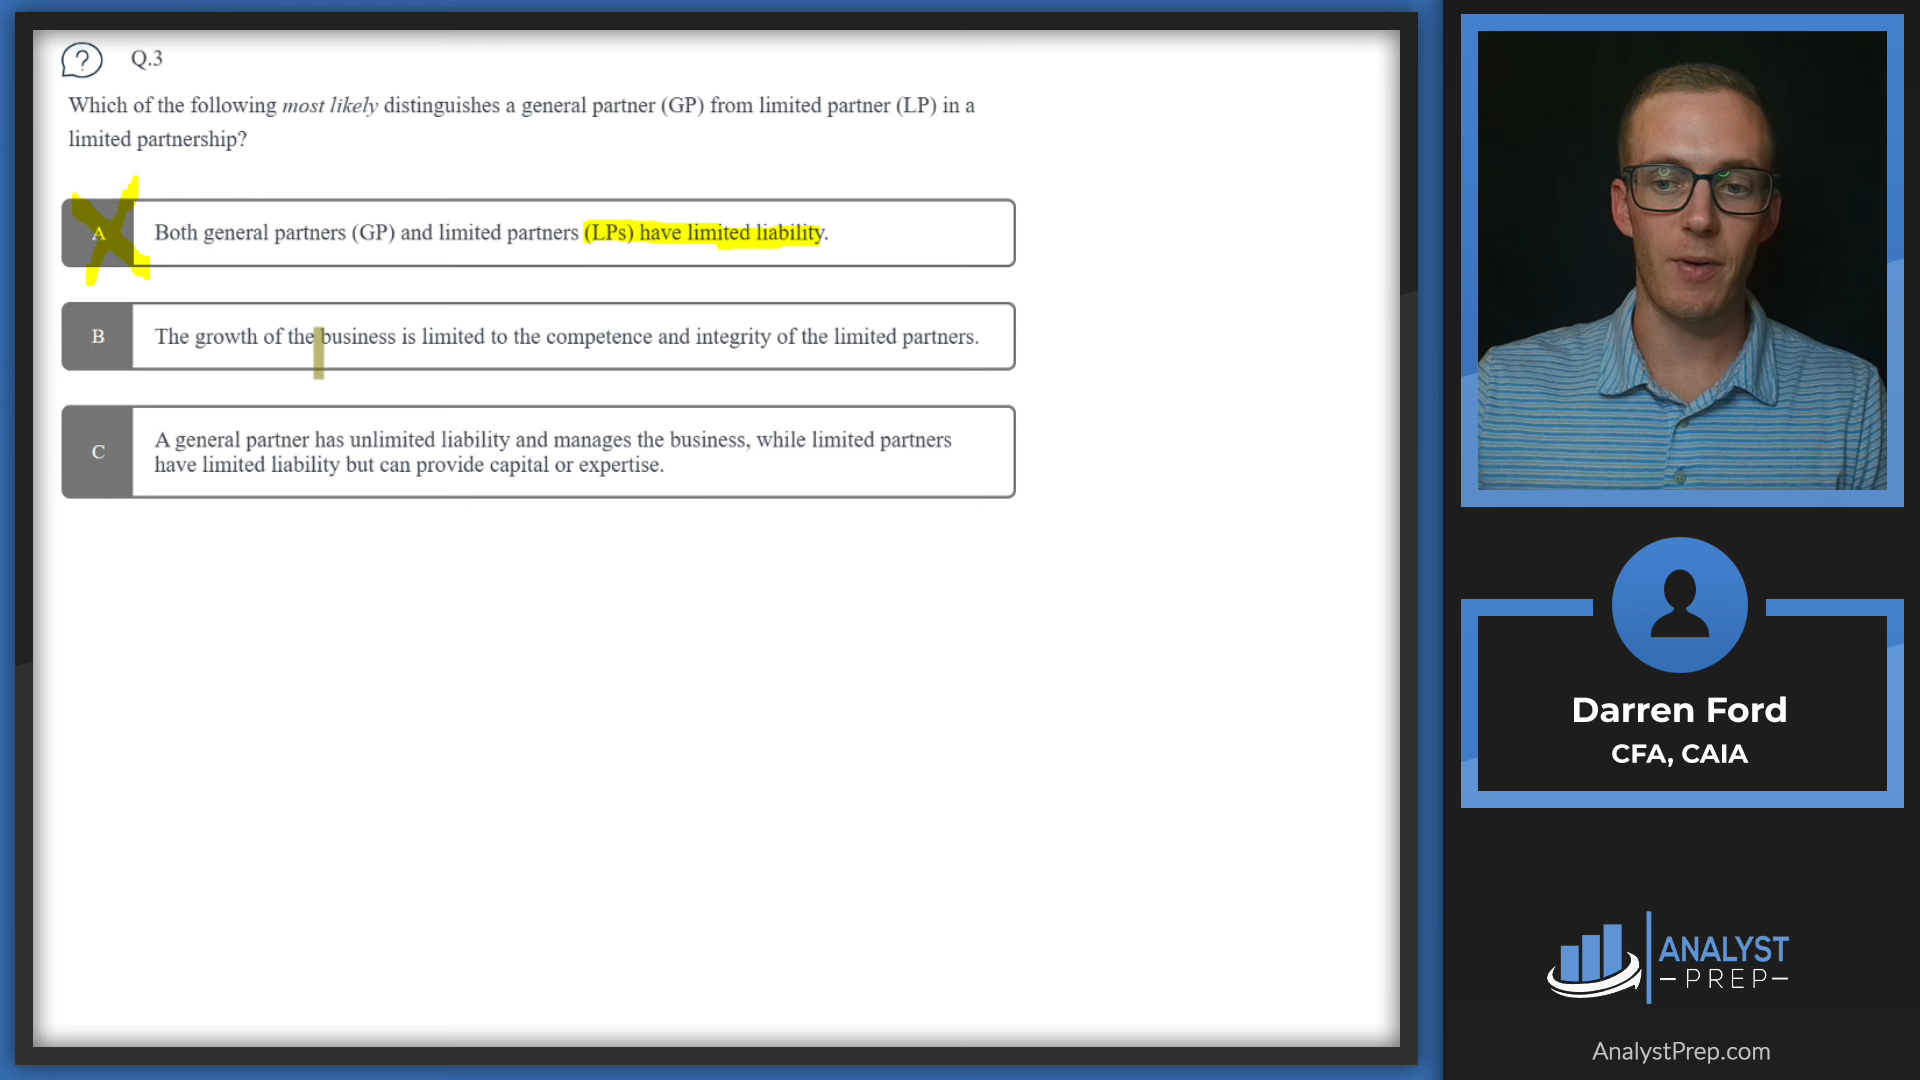 ?
Q.3
Which of the following most likely distinguishes a general partner (GP) from limited partner (LP) in a
limited partnership?
A
Both general partners (GP) and limited partners (LPs) have limited liability.
B
The growth of the business is limited to the competence and integrity of the limited partners.
C
A general partner has unlimited liability and manages the business, while limited partners
have limited liability but can provide capital or expertise.
Darren Ford
CFA, CAIA
ANALYST
PREP
AnalystPrep.com